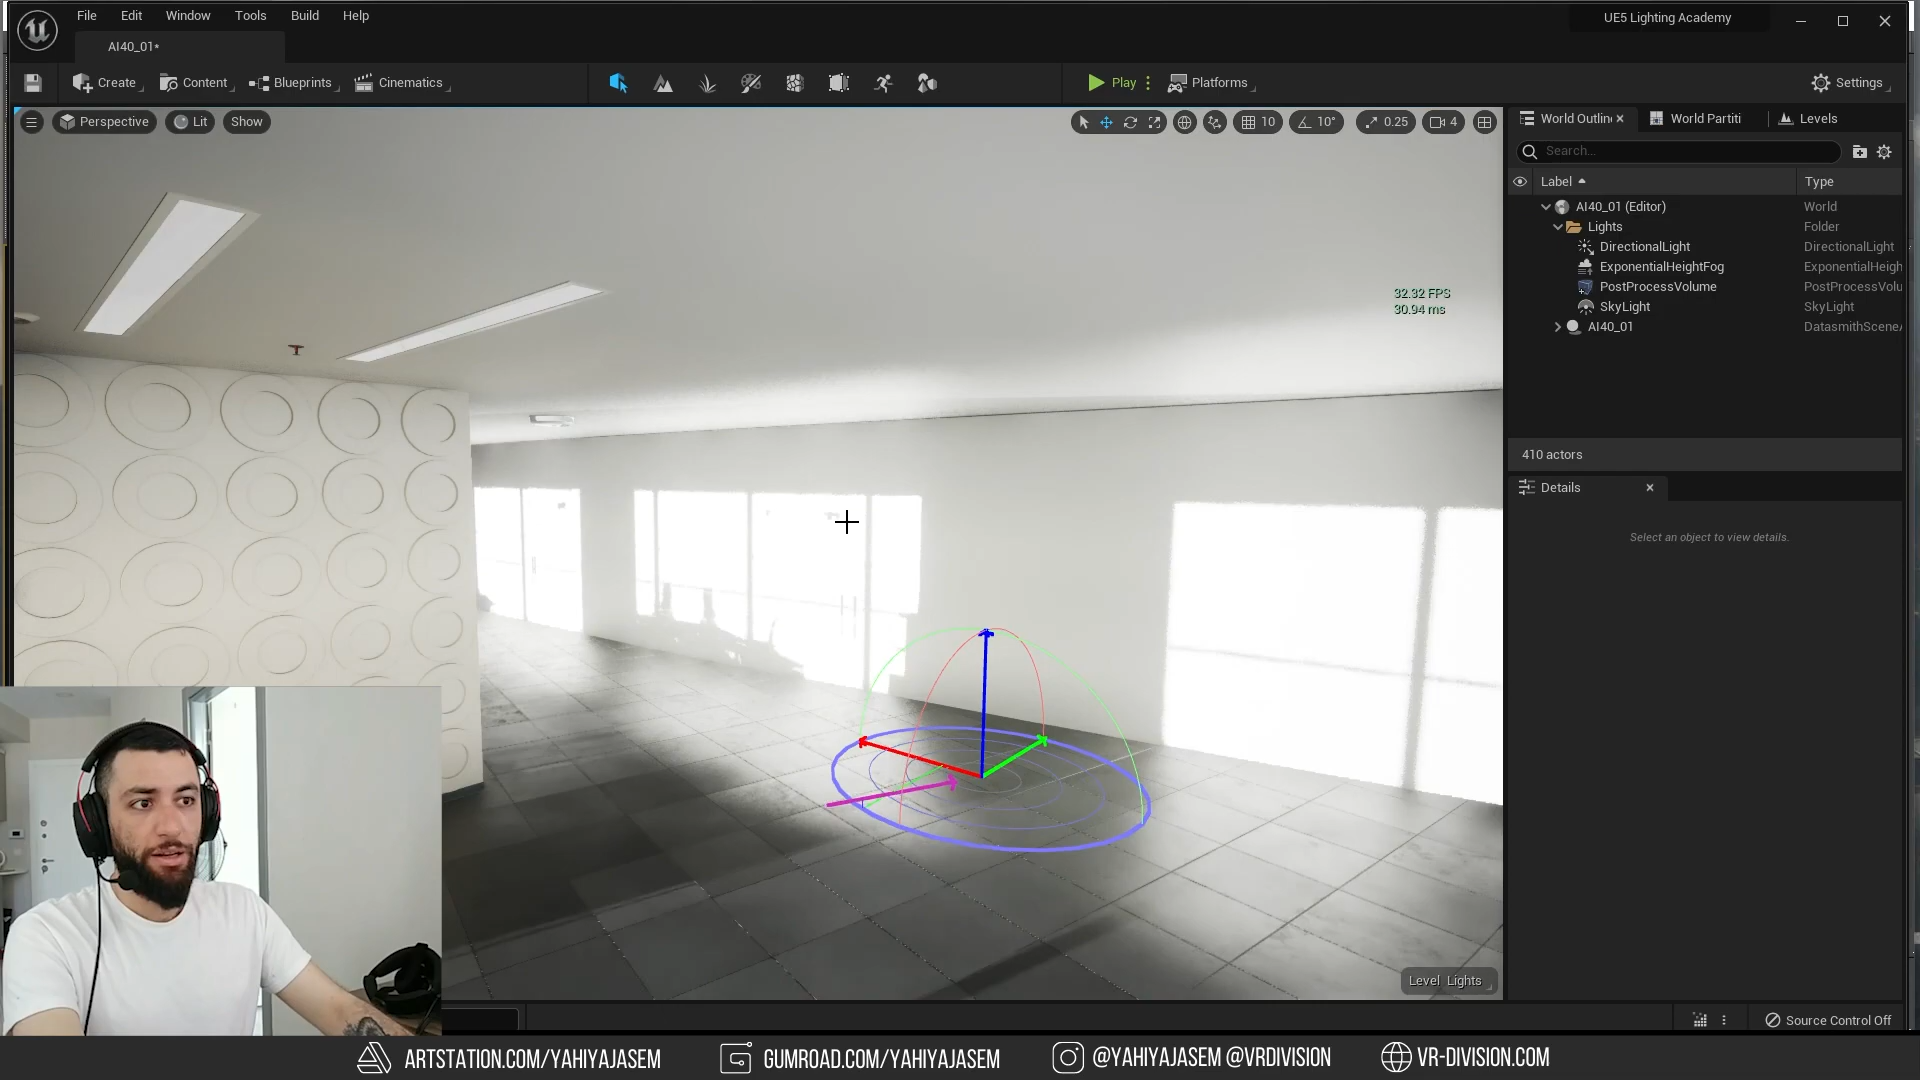 File Edit Window Tools Build Help
UE5 Lighting Academy
AI40_01*
Create Content Blueprints Cinematics Play Platforms Settings
Perspective Lit Show
10 10° 0.25 4
World Outlin World Partiti Levels
Search...
Label Type
AI40_01 (Editor) World
Lights Folder
DirectionalLight DirectionalLight
ExponentialHeightFog ExponentialHeigh
PostProcessVolume PostProcessVolu
SkyLight SkyLight
AI40_01 DatasmithScene
32.32 FPS
30.94 ms
410 actors
Details
Select an object to view details.
Level Lights
Source Control Off
ARTSTATION.COM/YAHIYAJASEM GUMROAD.COM/YAHIYAJASEM @YAHIYAJASEM @VRDIVISION VR-DIVISION.COM